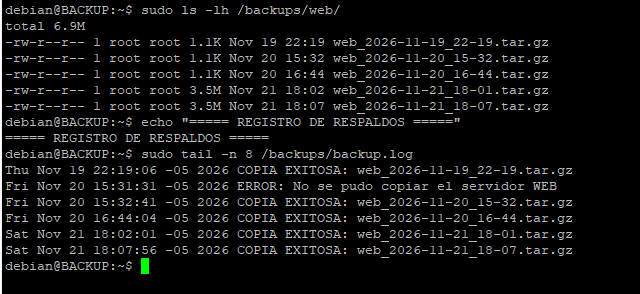 debian@BACKUP:~$ sudo ls -lh /backups/web/
total 6.9M
-rw-r--r-- 1 root root 1.1K Nov 19 22:19 web_2026-11-19_22-19.tar.gz
-rw-r--r-- 1 root root 1.1K Nov 20 15:32 web_2026-11-20_15-32.tar.gz
-rw-r--r-- 1 root root 1.1K Nov 20 16:44 web_2026-11-20_16-44.tar.gz
-rw-r--r-- 1 root root 3.5M Nov 21 18:02 web_2026-11-21_18-01.tar.gz
-rw-r--r-- 1 root root 3.5M Nov 21 18:07 web_2026-11-21_18-07.tar.gz
debian@BACKUP:~$ echo "===== REGISTRO DE RESPALDOS ====="
===== REGISTRO DE RESPALDOS =====
debian@BACKUP:~$ sudo tail -n 8 /backups/backup.log
Thu Nov 19 22:19:06 -05 2026 COPIA EXITOSA: web_2026-11-19_22-19.tar.gz
Fri Nov 20 15:31:31 -05 2026 ERROR: No se pudo copiar el servidor WEB
Fri Nov 20 15:32:41 -05 2026 COPIA EXITOSA: web_2026-11-20_15-32.tar.gz
Fri Nov 20 16:44:04 -05 2026 COPIA EXITOSA: web_2026-11-20_16-44.tar.gz
Sat Nov 21 18:02:01 -05 2026 COPIA EXITOSA: web_2026-11-21_18-01.tar.gz
Sat Nov 21 18:07:56 -05 2026 COPIA EXITOSA: web_2026-11-21_18-07.tar.gz
debian@BACKUP:~$